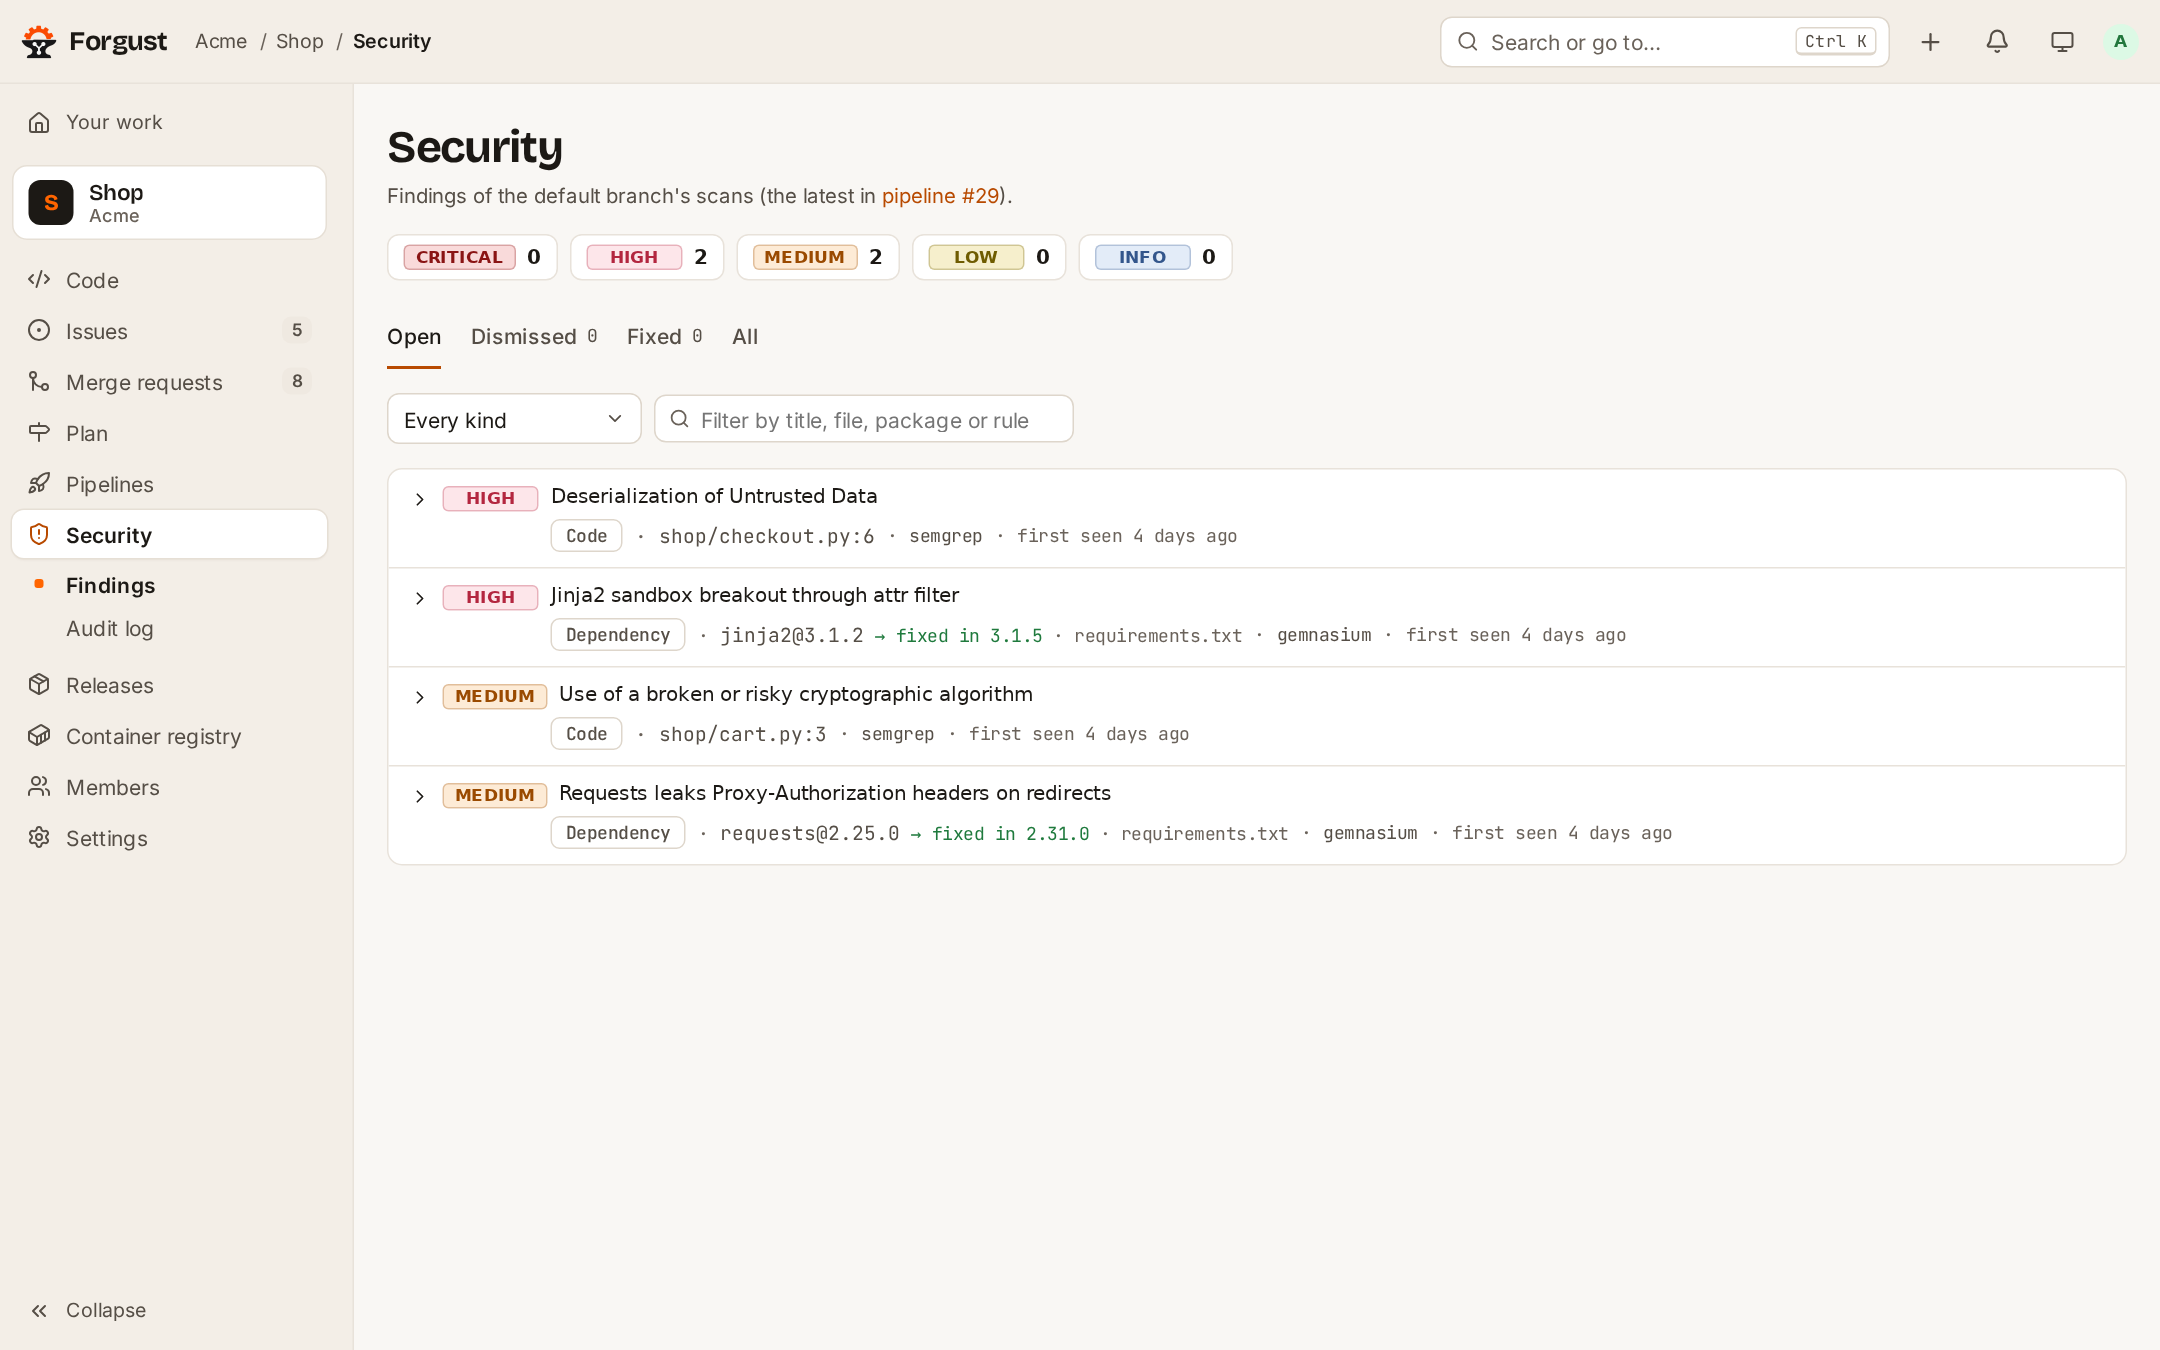 Forgust
Acme / Shop / Security
Search or go to... Ctrl K
A
Your work
S
Shop
Acme
Code
Issues 5
Merge requests 8
Plan
Pipelines
Security
Findings
Audit log
Releases
Container registry
Members
Settings
Collapse
Security
Findings of the default branch's scans (the latest in pipeline #29).
CRITICAL 0 HIGH 2 MEDIUM 2 LOW 0 INFO 0
Open Dismissed 0 Fixed 0 All
Every kind
Filter by title, file, package or rule
HIGH Deserialization of Untrusted Data
Code · shop/checkout.py:6 · semgrep · first seen 4 days ago
HIGH Jinja2 sandbox breakout through attr filter
Dependency · jinja2@3.1.2 → fixed in 3.1.5 · requirements.txt · gemnasium · first seen 4 days ago
MEDIUM Use of a broken or risky cryptographic algorithm
Code · shop/cart.py:3 · semgrep · first seen 4 days ago
MEDIUM Requests leaks Proxy-Authorization headers on redirects
Dependency · requests@2.25.0 → fixed in 2.31.0 · requirements.txt · gemnasium · first seen 4 days ago